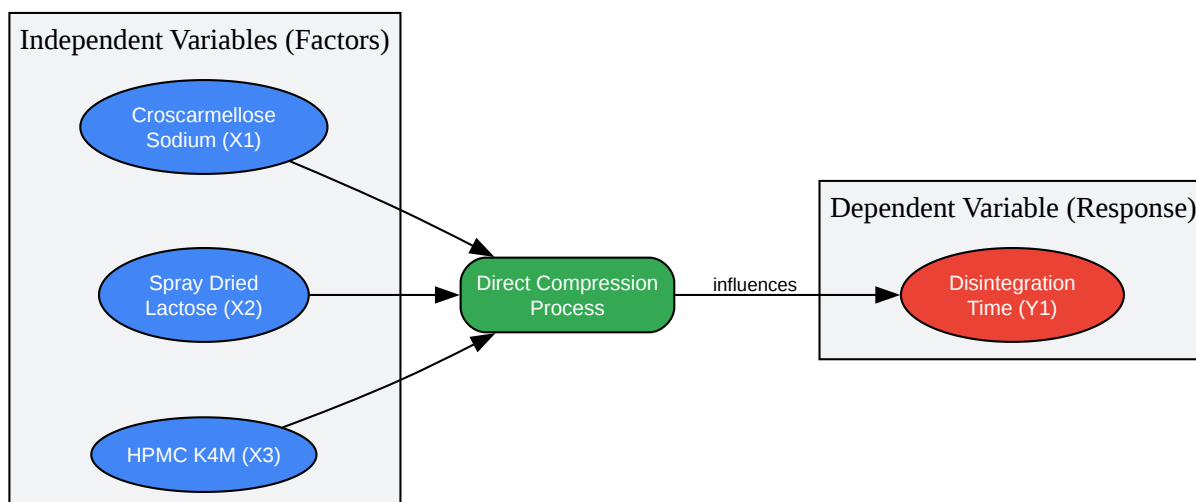 Independent Variables (Factors)
Croscarmellose
Sodium (X1)
Spray Dried
Lactose (X2)
HPMC K4M (X3)
Direct Compression
Process
influences
Dependent Variable (Response)
Disintegration
Time (Y1)